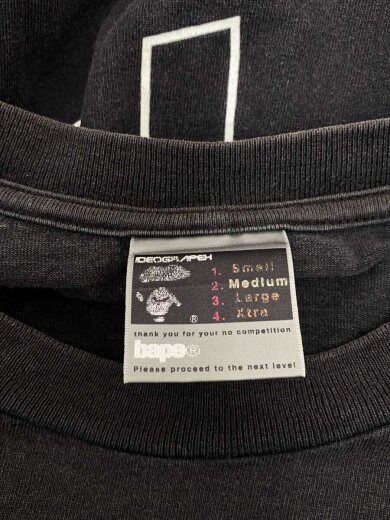 IDEOGRAPEH
1. Small
2. Medium
3. Large
4. Xtra
®
thank you for your no competition
bape®
Please proceed to the next level